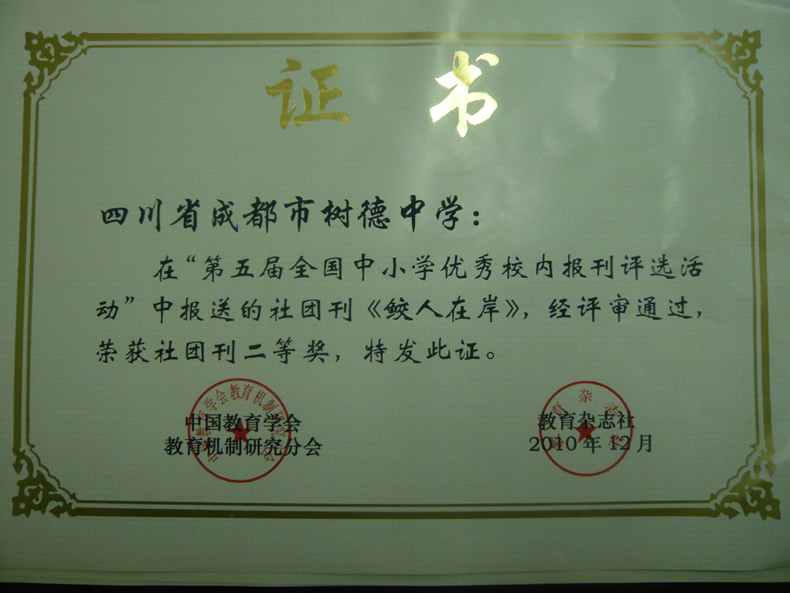 证书
四川省成都市树德中学：
在“第五届全国中小学优秀校内报刊评选活
动”中报送的社团刊《鲛人在岸》，经评审通过，
荣获社团刊二等奖，特发此证。
中国教育学会
教育机制研究分会
教育杂志社
2010年12月